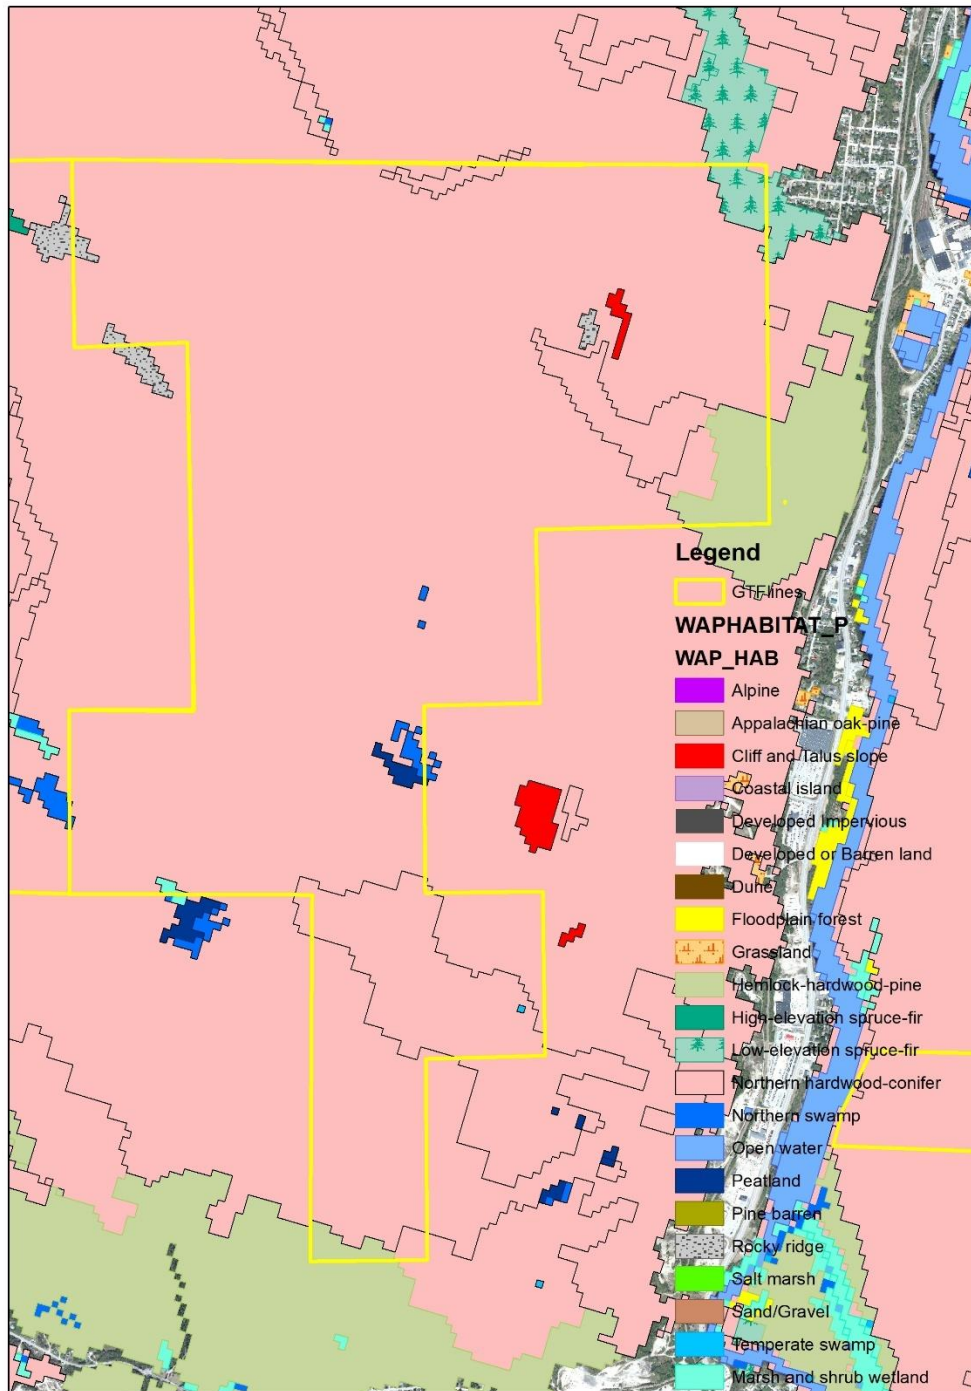 Legend
GTFlines
WAPHABITAT_P
WAP_HAB
Alpine
Appalachian oak-pine
Cliff and Talus slope
Coastal island
Developed Impervious
Developed or Barren land
Dune
Floodplain forest
Grassland
Hemlock-hardwood-pine
High-elevation spruce-fir
Low-elevation spruce-fir
Northern hardwood-conifer
Northern swamp
Open water
Peatland
Pine barren
Rocky ridge
Salt marsh
Sand/Gravel
Temperate swamp
Marsh and shrub wetland